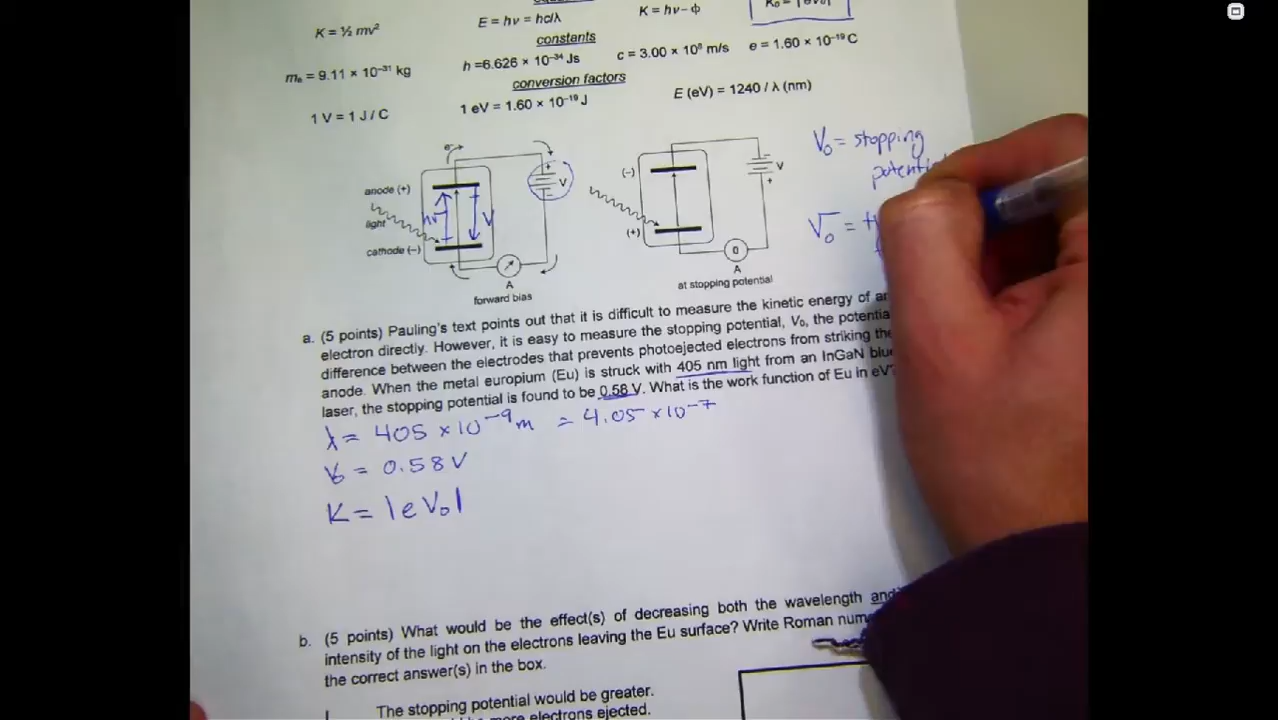 K = ½ mv²
E = hν = hc/λ
K = hν – ϕ
K₀ = |eV₀|
constants
mₑ = 9.11 × 10⁻³¹ kg
h =6.626 × 10⁻³⁴ Js
c = 3.00 × 10⁸ m/s
e = 1.60 × 10⁻¹⁹ C
conversion factors
1 V = 1 J / C
1 eV = 1.60 × 10⁻¹⁹ J
E (eV) = 1240 / λ (nm)
e⁻
anode (+)
light
cathode (–)
hν
V
+
–
V
A
forward bias
(–)
(+)
–
+
V
0
A
at stopping potential
V₀ = stopping
V₀ =
a. (5 points) Pauling's text points out that it is difficult to measure the kinetic energy of
electron directly. However, it is easy to measure the stopping potential, V₀, the
difference between the electrodes that prevents photoejected electrons from striking the
anode. When the metal europium (Eu) is struck with 405 nm light from an InGaN
laser, the stopping potential is found to be 0.58 V. What is the work function of Eu in eV
λ = 405 × 10⁻⁹ m = 4.05 × 10⁻⁷
V₀ = 0.58 V
K = |eV₀|
b. (5 points) What would be the effect(s) of decreasing both the wavelength and
intensity of the light on the electrons leaving the Eu surface? Write Roman
the correct answer(s) in the box.
The stopping potential would be greater.
more electrons ejected.